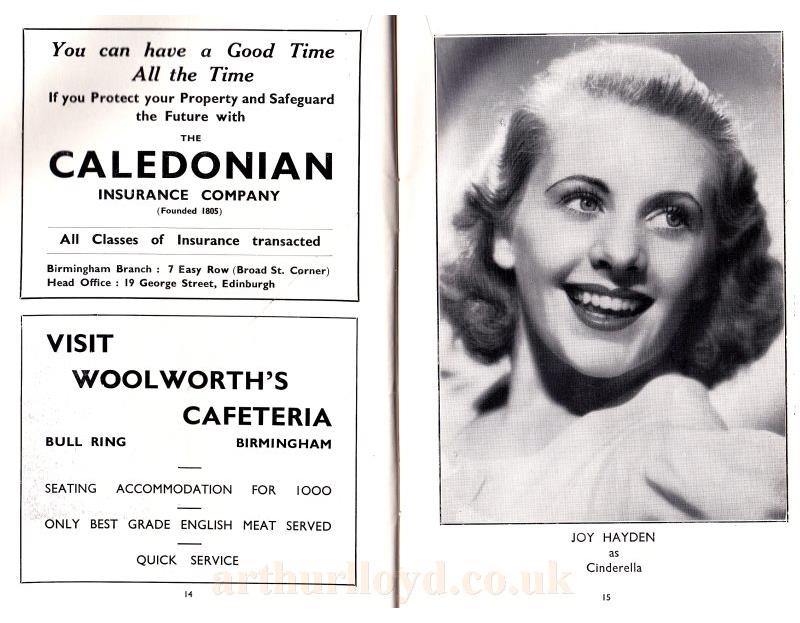 You can have a Good Time
All the Time
If you Protect your Property and Safeguard
the Future with
THE
CALEDONIAN
INSURANCE COMPANY
(Founded 1805)
All Classes of Insurance transacted
Birmingham Branch : 7 Easy Row (Broad St. Corner)
Head Office : 19 George Street, Edinburgh
VISIT
WOOLWORTH'S
CAFETERIA
BULL RING BIRMINGHAM
SEATING ACCOMMODATION FOR 1000
ONLY BEST GRADE ENGLISH MEAT SERVED
QUICK SERVICE
14
JOY HAYDEN
as
Cinderella
15
arthurlloyd.co.uk